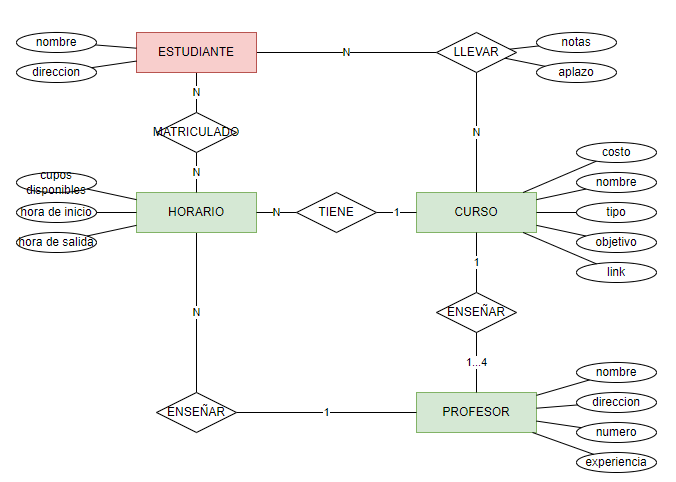 nombre
ESTUDIANTE
N
LLEVAR
notas
direccion
aplazo
N
MATRICULADO
N
costo
N
cupos
disponibles
nombre
hora de inicio
HORARIO
N
TIENE
1
CURSO
tipo
hora de salida
objetivo
1
link
N
ENSEÑAR
1...4
nombre
direccion
ENSEÑAR
1
PROFESOR
numero
experiencia